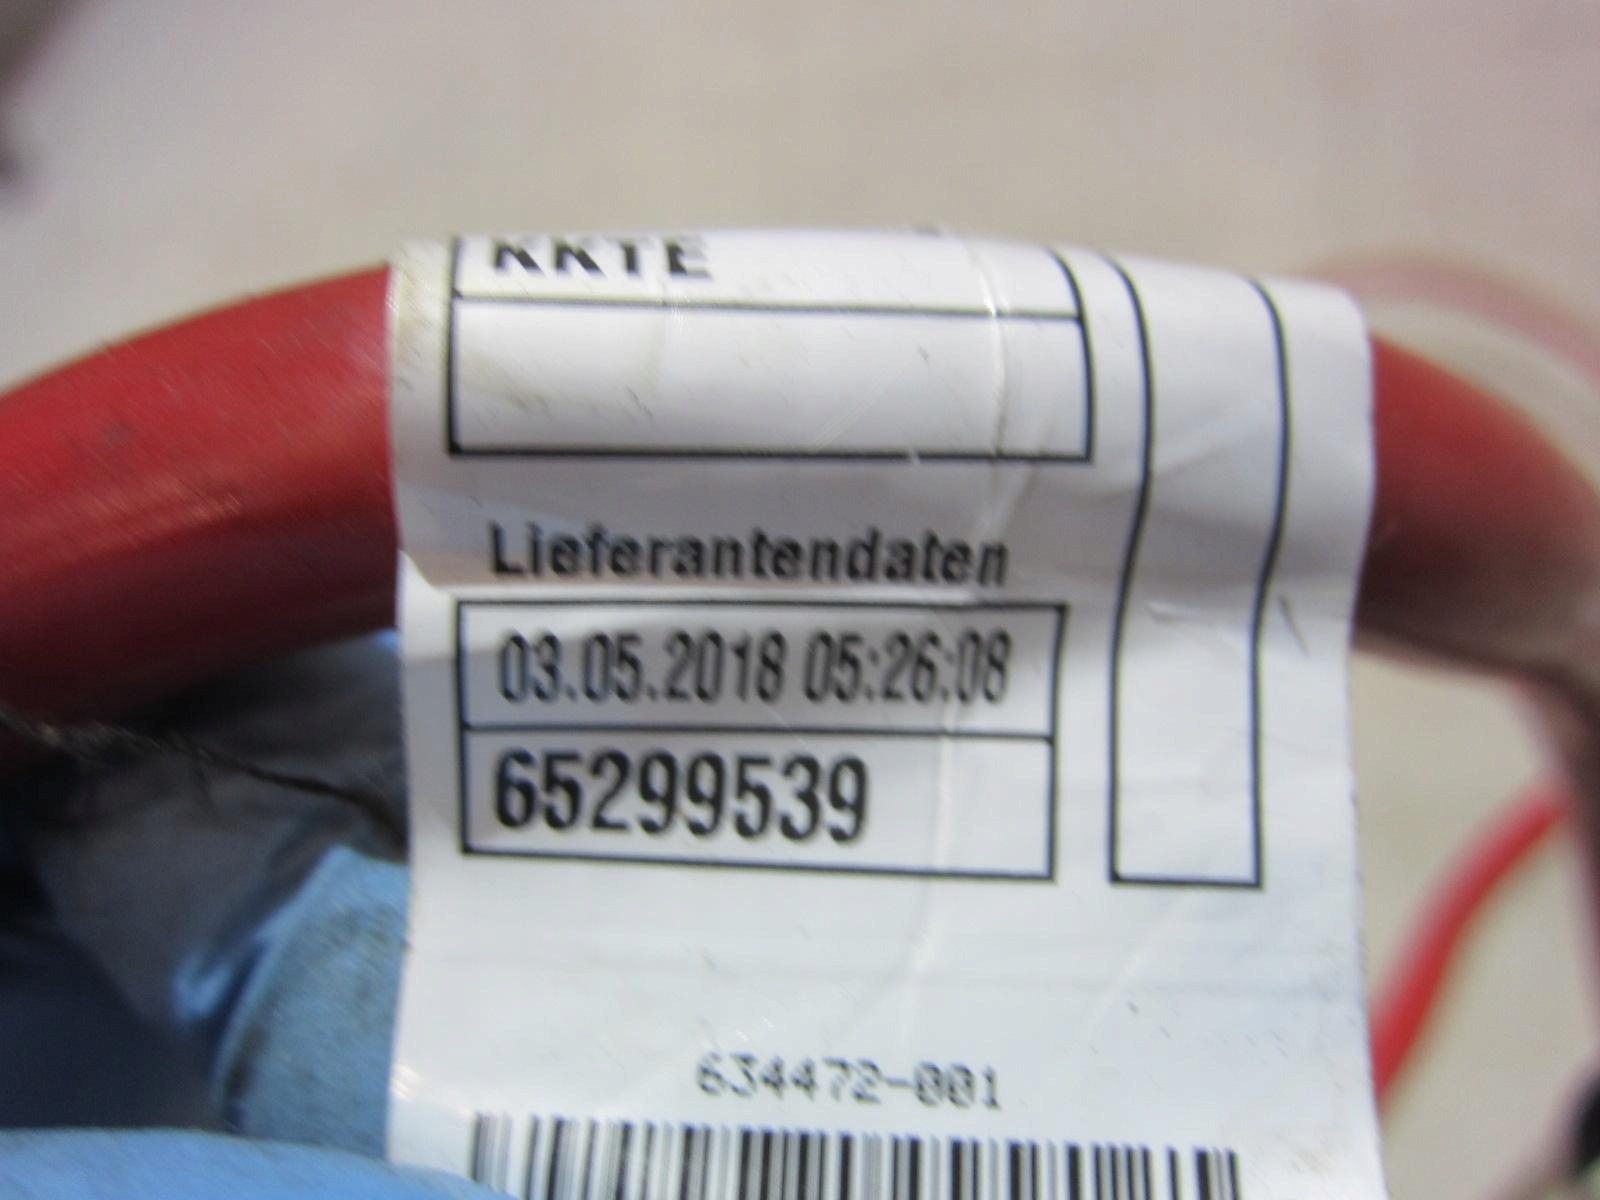 KKTE
Lieferantendaten
03.05.2018 05:26:08
65299539
634472-001